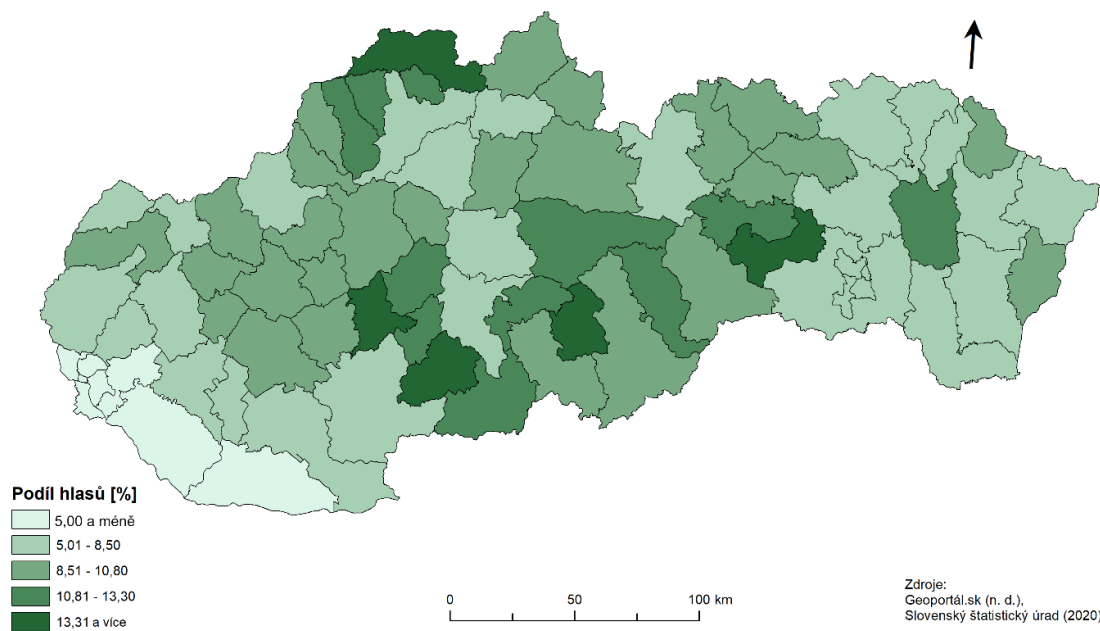 Podíl hlasů [%]
5,00 a méně
5,01 - 8,50
8,51 - 10,80
10,81 - 13,30
13,31 a více
0 50 100 km
Zdroje:
Geoportál.sk (n. d.),
Slovenský štatistický úrad (2020)